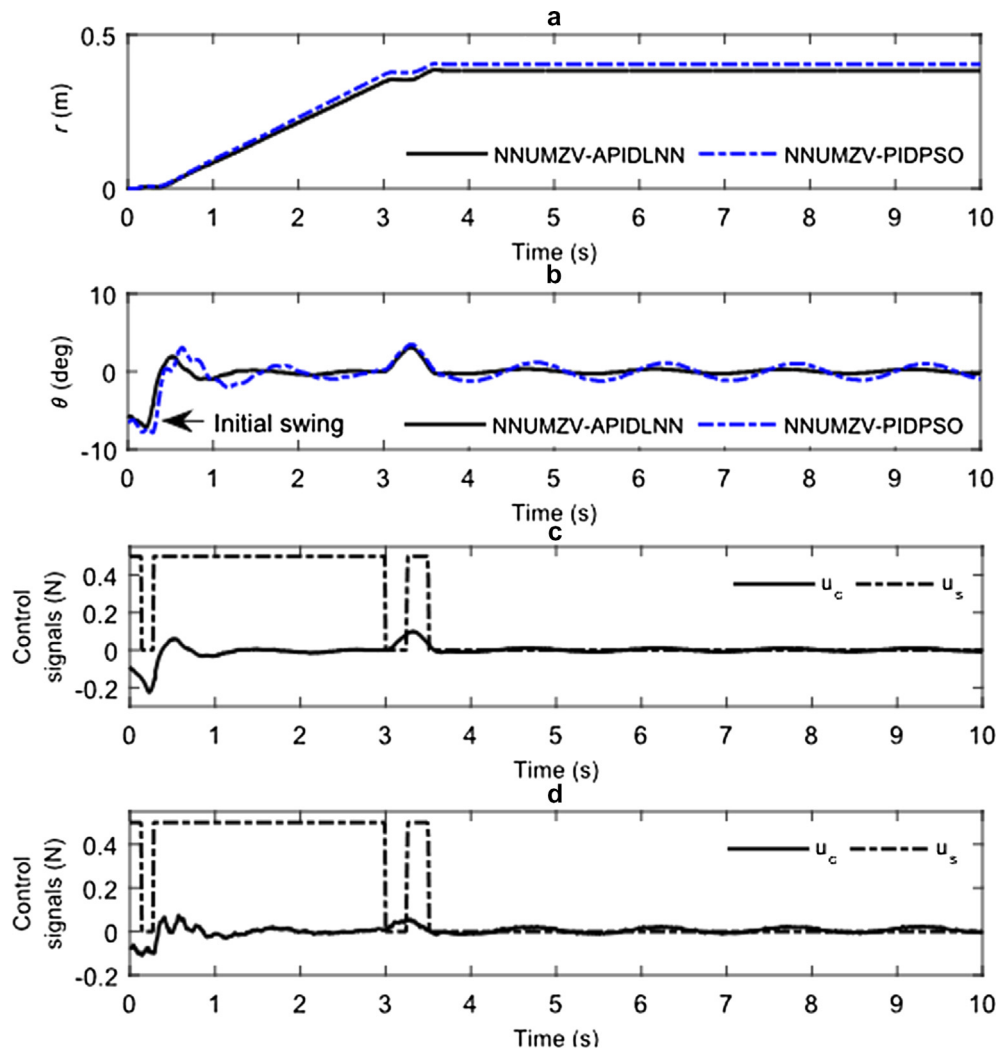 a
0.5
r (m)
NNUMZV-APIDLNN NNUMZV-PIDPSO
0
0 1 2 3 4 5 6 7 8 9 10
Time (s)
b
10
θ (deg)
0
Initial swing
NNUMZV-APIDLNN NNUMZV-PIDPSO
-10
0 1 2 3 4 5 6 7 8 9 10
Time (s)
c
Control
signals (N)
0.4
u_c u_s
0.2
0
-0.2
0 1 2 3 4 5 6 7 8 9 10
Time (s)
d
Control
signals (N)
0.4
u_c u_s
0.2
0
-0.2
0 1 2 3 4 5 6 7 8 9 10
Time (s)